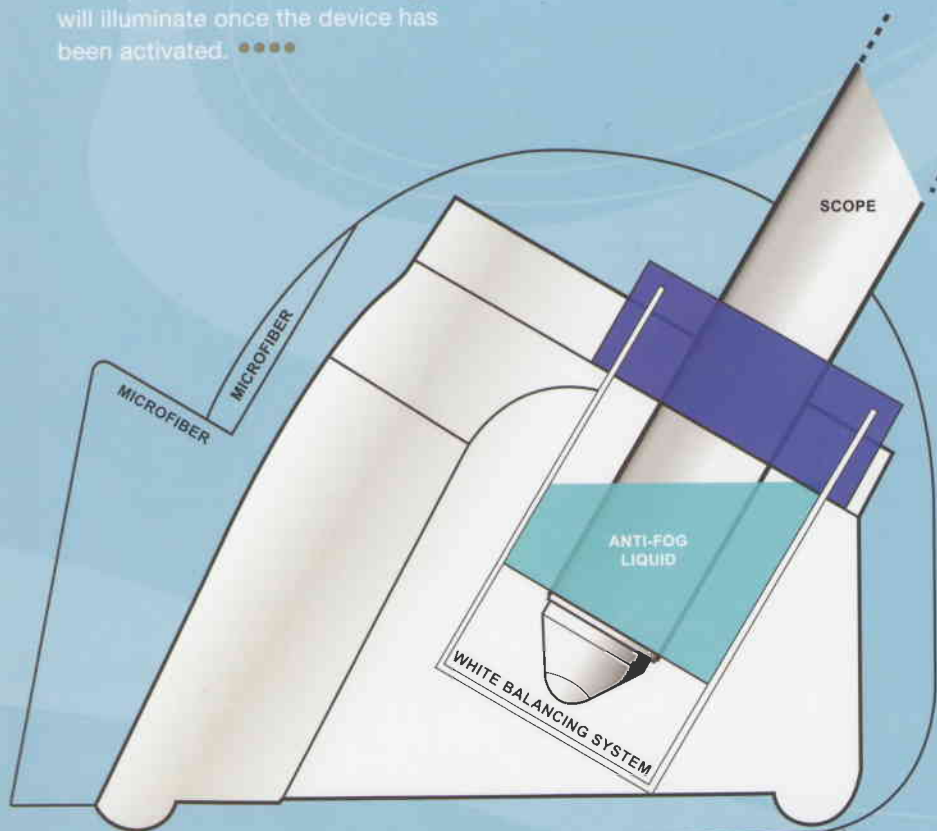 will illuminate once the device has
been activated.
SCOPE
MICROFIBER
MICROFIBER
ANTI-FOG
LIQUID
WHITE BALANCING SYSTEM